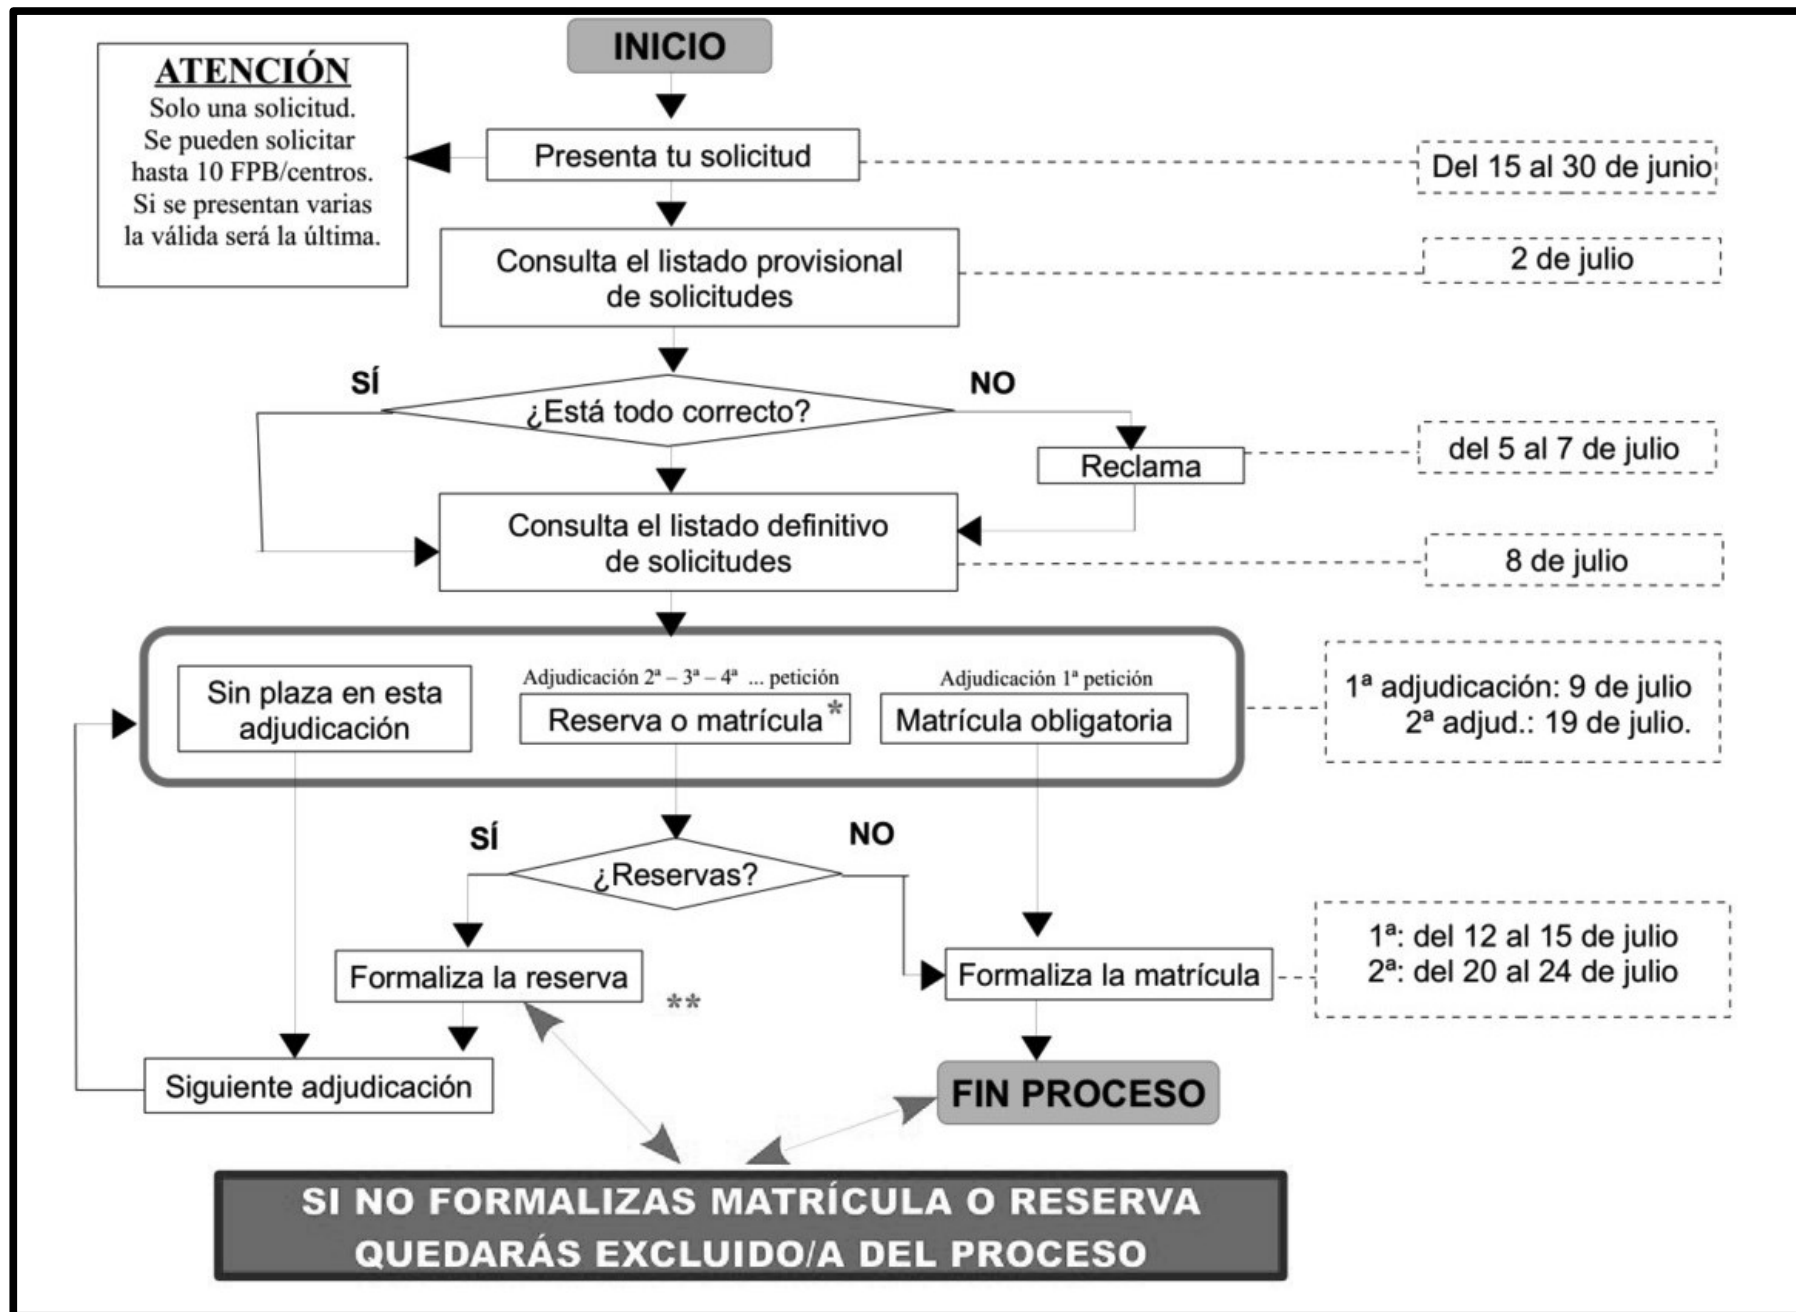 INICIO
ATENCIÓN
Solo una solicitud.
Se pueden solicitar
hasta 10 FPB/centros.
Si se presentan varias
la válida será la última.
Presenta tu solicitud
Del 15 al 30 de junio
Consulta el listado provisional
de solicitudes
2 de julio
SÍ
NO
¿Está todo correcto?
Reclama
del 5 al 7 de julio
Consulta el listado definitivo
de solicitudes
8 de julio
Sin plaza en esta
adjudicación
Adjudicación 2ª – 3ª – 4ª ... petición
Reserva o matrícula *
Adjudicación 1ª petición
Matrícula obligatoria
1ª adjudicación: 9 de julio
2ª adjud.: 19 de julio.
SÍ
NO
¿Reservas?
Formaliza la reserva
**
Formaliza la matrícula
1ª: del 12 al 15 de julio
2ª: del 20 al 24 de julio
Siguiente adjudicación
FIN PROCESO
SI NO FORMALIZAS MATRÍCULA O RESERVA
QUEDARÁS EXCLUIDO/A DEL PROCESO